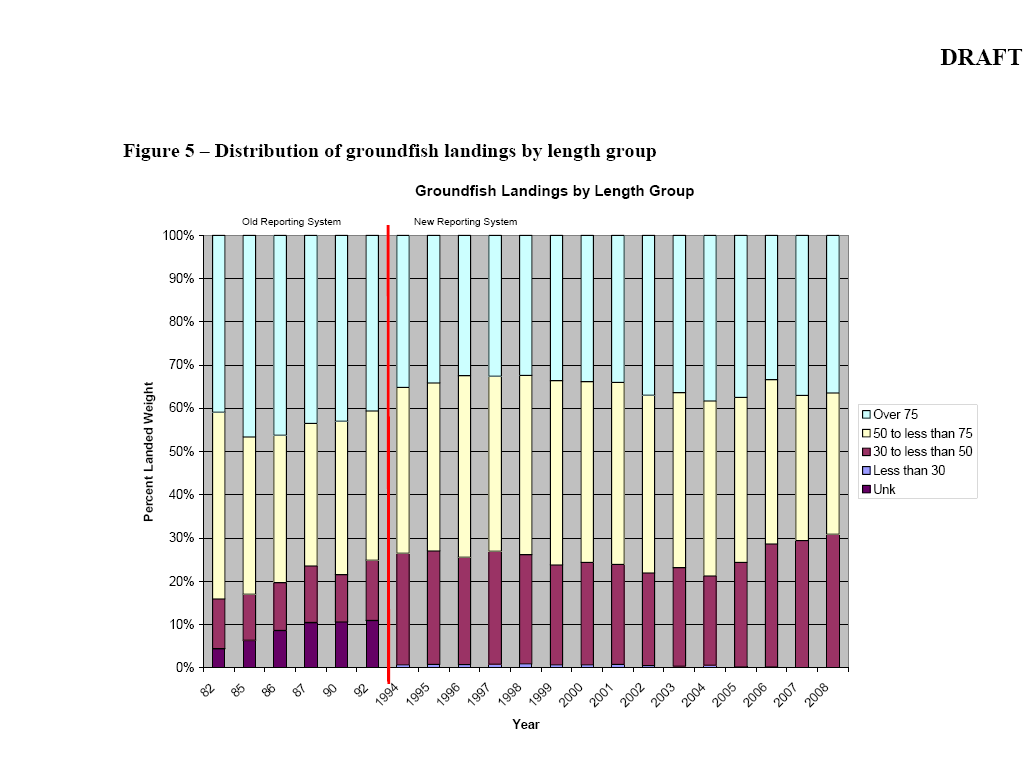 DRAFT
Figure 5 – Distribution of groundfish landings by length group
Groundfish Landings by Length Group
Old Reporting System
New Reporting System
100%
90%
80%
70%
60%
50%
40%
30%
20%
10%
0%
Percent Landed Weight
82
85
86
87
90
92
1994
1995
1996
1997
1998
1999
2000
2001
2002
2003
2004
2005
2006
2007
2008
Year
Over 75
50 to less than 75
30 to less than 50
Less than 30
Unk